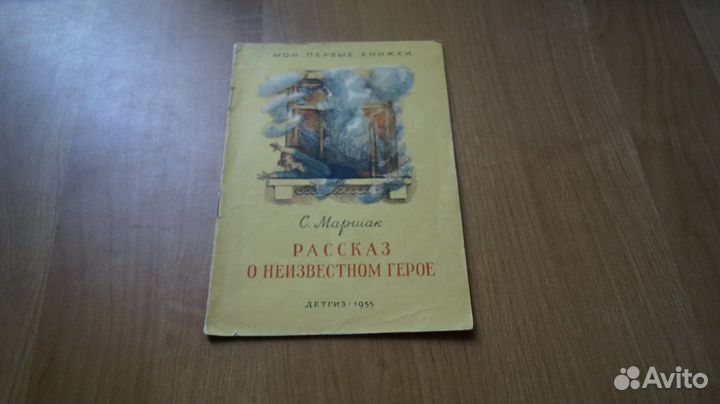 МОИ ПЕРВЫЕ КНИЖКИ
С. Маршак
РАССКАЗ
О НЕИЗВЕСТНОМ ГЕРОЕ
ДЕТГИЗ · 1955
Avito